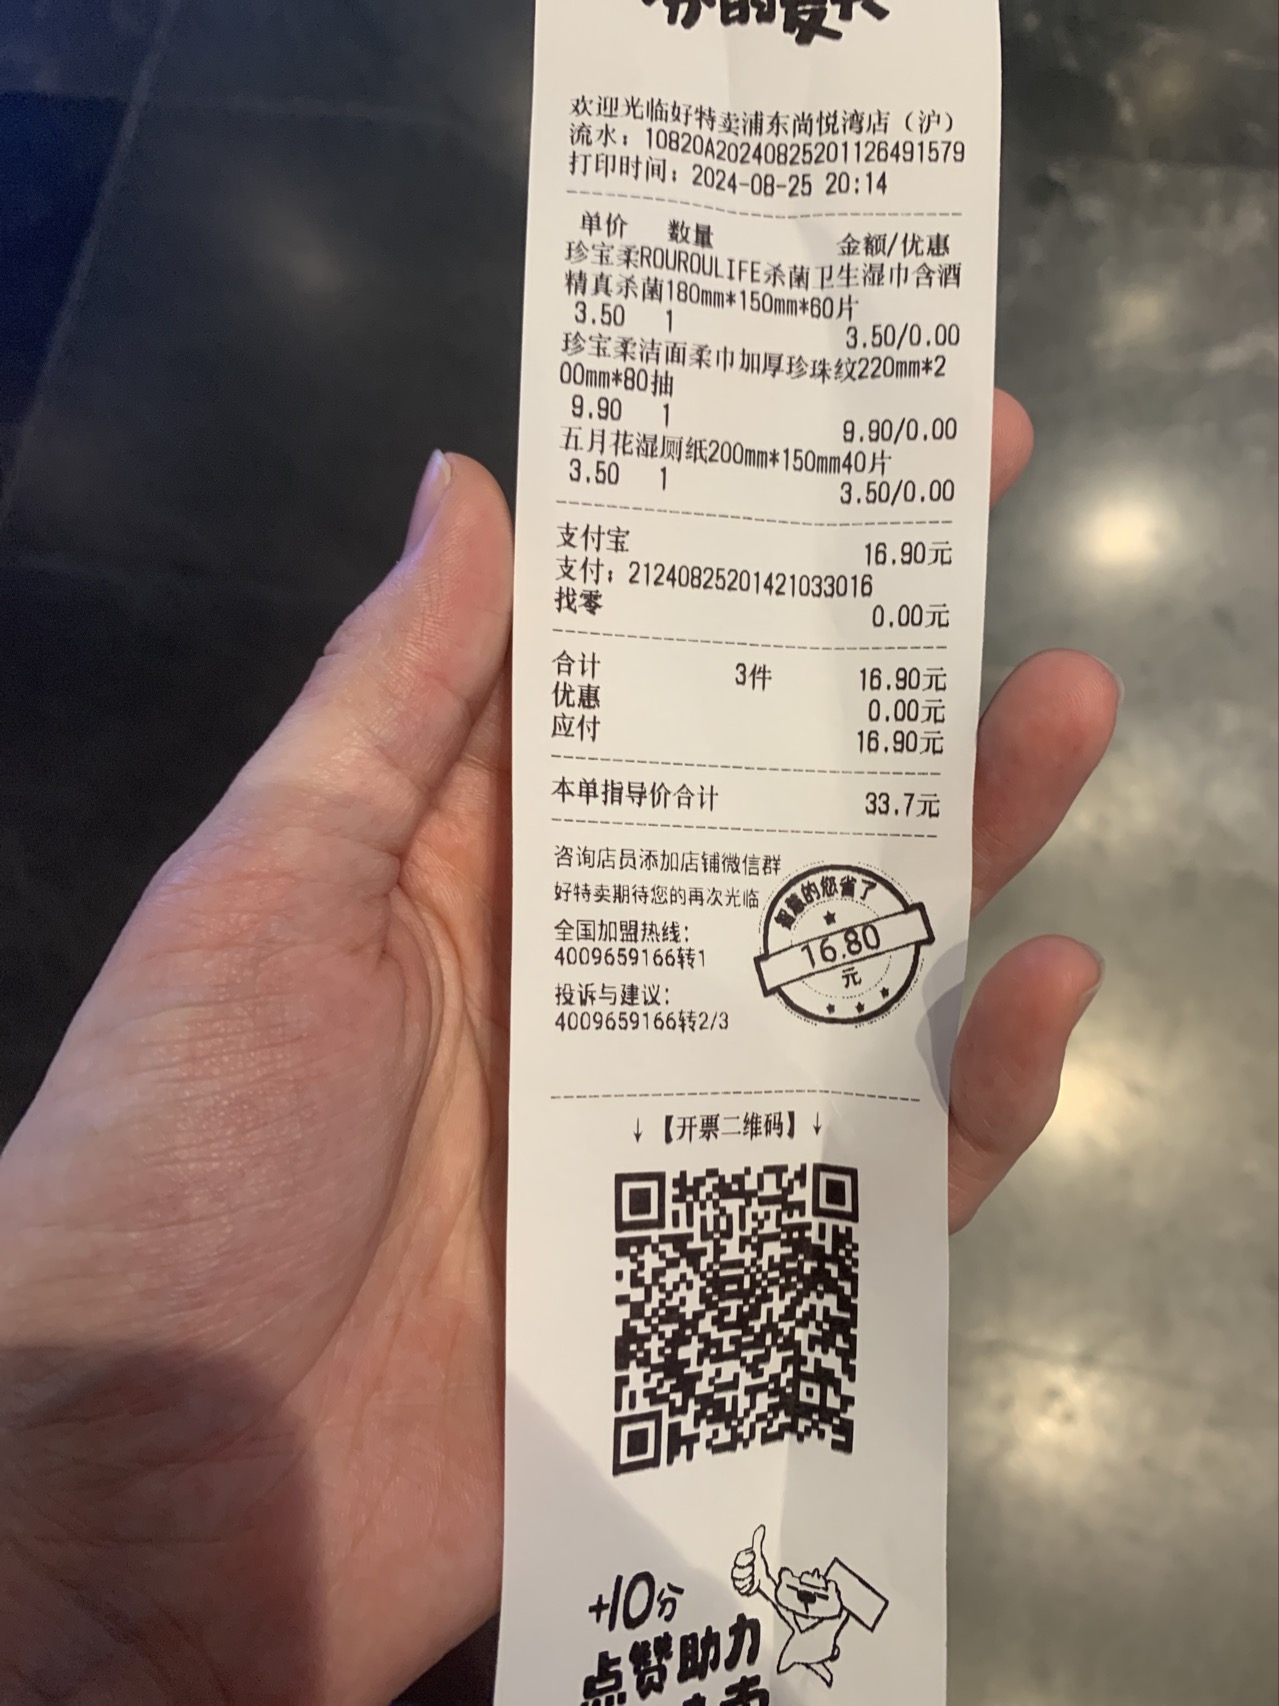 的爱
欢迎光临好特卖浦东尚悦湾店（沪）
流水：10820A2024082520112649​1579
打印时间：2024-08-25 20:14
单价 数量 金额/优惠
珍宝柔ROUROULIFE杀菌卫生湿巾含酒
精真杀菌180mm*150mm*60片
3.50 1 3.50/0.00
珍宝柔洁面柔巾加厚珍珠纹220mm*2
00mm*80抽
9.90 1 9.90/0.00
五月花湿厕纸200mm*150mm40片
3.50 1 3.50/0.00
支付宝 16.90元
支付：21240825201421033016
找零 0.00元
合计 3件 16.90元
优惠 0.00元
应付 16.90元
本单指导价合计 33.7元
咨询店员添加店铺微信群
好特卖期待您的再次光临
全国加盟热线：
4009659166转1
投诉与建议：
4009659166转2/3
智慧的您省了
16.80
元
↓【开票二维码】↓
+10分
点赞助力